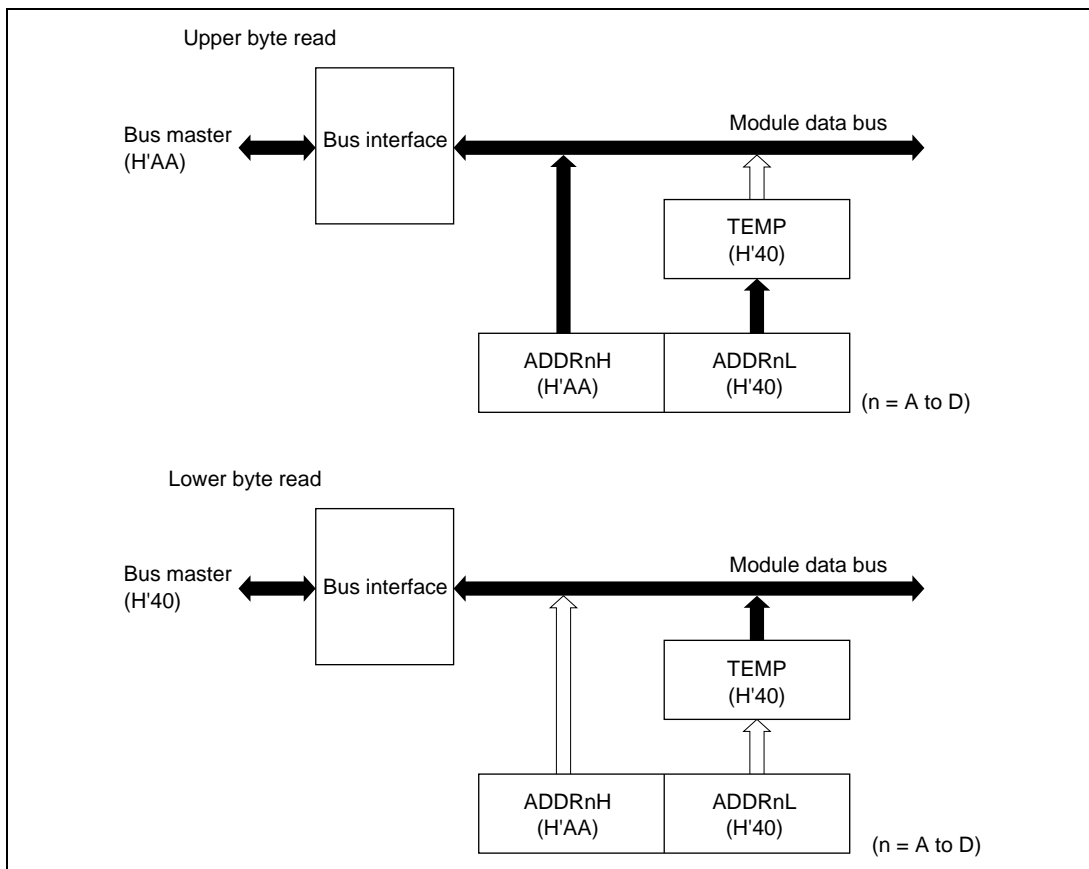 Upper byte read
Bus master
(H'AA)
Bus interface
Module data bus
TEMP
(H'40)
ADDRnH
(H'AA)
ADDRnL
(H'40)
(n = A to D)
Lower byte read
Bus master
(H'40)
Bus interface
Module data bus
TEMP
(H'40)
ADDRnH
(H'AA)
ADDRnL
(H'40)
(n = A to D)